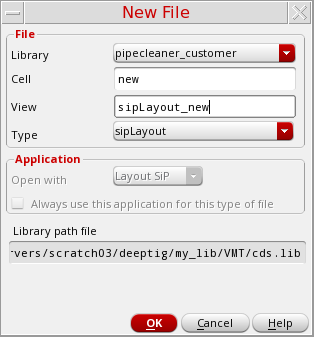 New File
File
Library pipecleaner_customer
Cell new
View sipLayout_new
Type sipLayout
Application
Open with Layout SiP
Always use this application for this type of file
Library path file
rvers/scratch03/deeptig/my_lib/VMT/cds.lib
OK Cancel Help